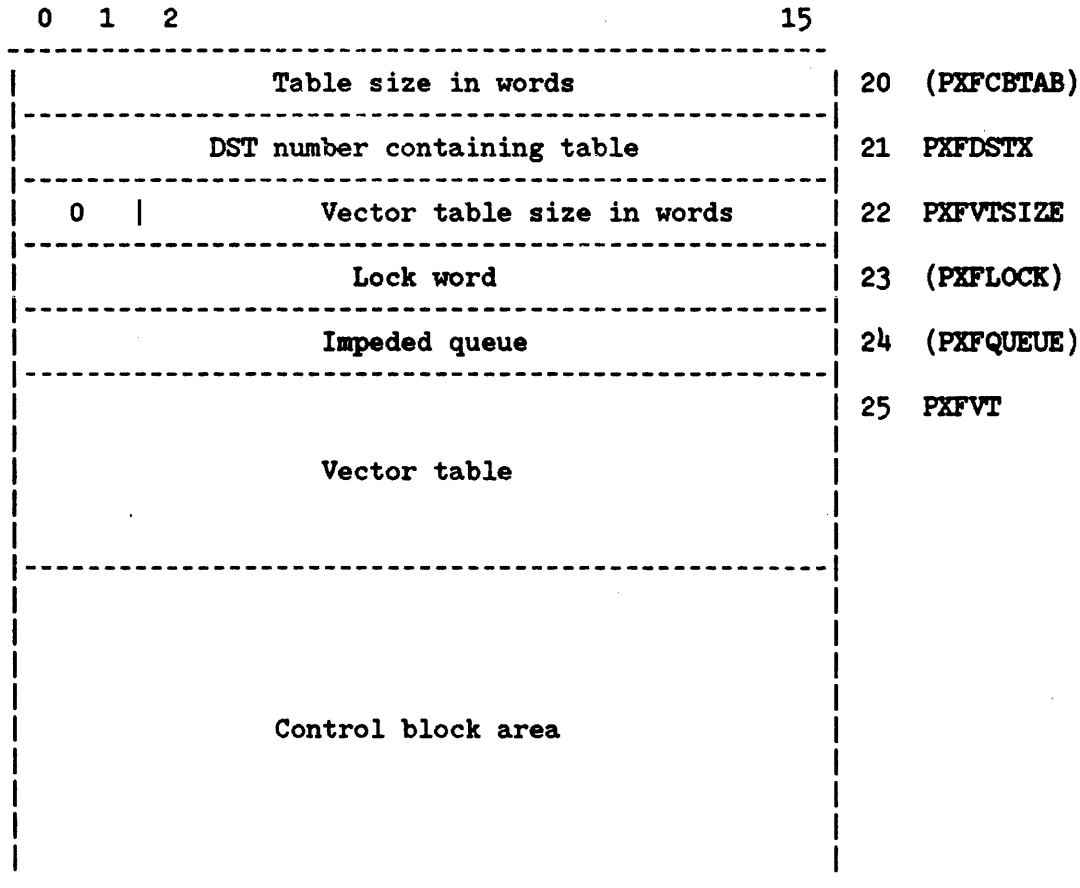 0 1 2 15
Table size in words 20 (PXFCBTAB)
DST number containing table 21 PXFDSTX
0 | Vector table size in words 22 PXFVTSIZE
Lock word 23 (PXFLOCK)
Impeded queue 24 (PXFQUEUE)
25 PXFVT
Vector table
Control block area